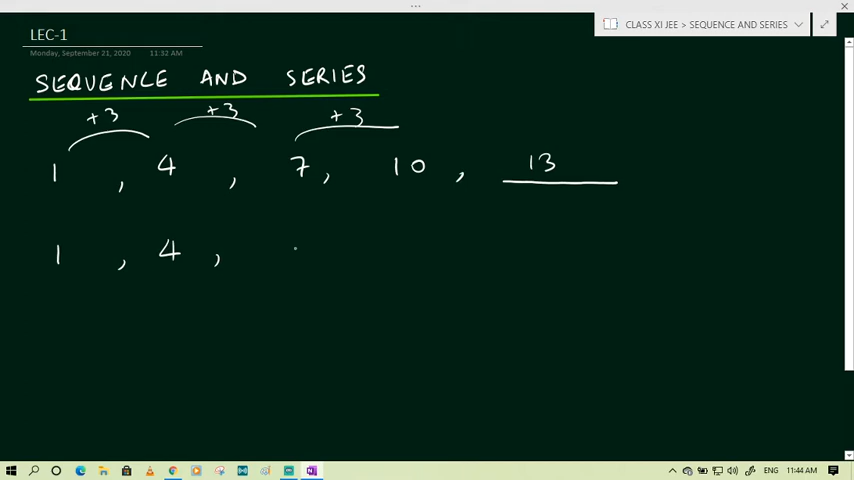 CLASS XI JEE > SEQUENCE AND SERIES
LEC-1
Monday, September 21, 2020 11:32 AM
SEQUENCE AND SERIES
+3 +3 +3
1 , 4 , 7 , 10 , 13
1 , 4 ,
ENG 11:44 AM